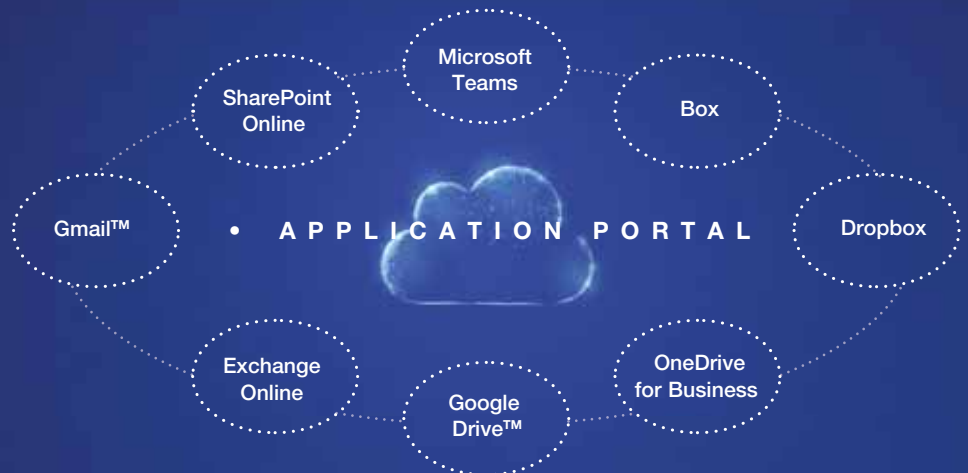 Microsoft
Teams
SharePoint
Online
Box
Gmail™
• APPLICATION PORTAL
Dropbox
Exchange
Online
OneDrive
for Business
Google
Drive™